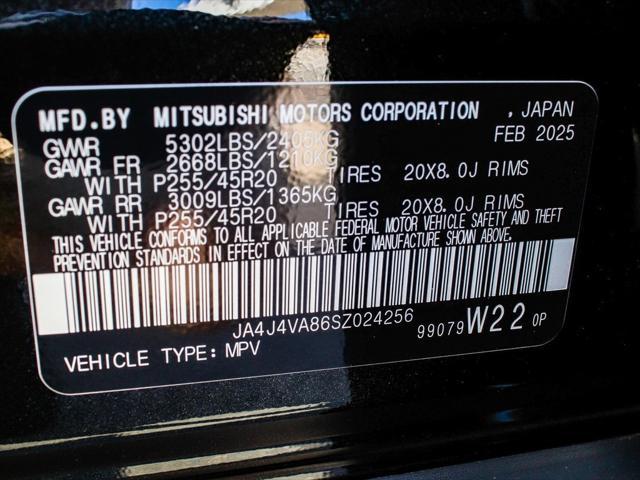 MFD.BY MITSUBISHI MOTORS CORPORATION , JAPAN
FEB 2025
GVWR 5302LBS/2405KG
GAWR FR 2668LBS/1210KG
WITH P255/45R20 TIRES 20X8.0J RIMS
GAWR RR 3009LBS/1365KG
WITH P255/45R20 TIRES 20X8.0J RIMS
THIS VEHICLE CONFORMS TO ALL APPLICABLE FEDERAL MOTOR VEHICLE SAFETY AND THEFT
PREVENTION STANDARDS IN EFFECT ON THE DATE OF MANUFACTURE SHOWN ABOVE.
JA4J4VA86SZ024256
99079 W22 0P
VEHICLE TYPE: MPV